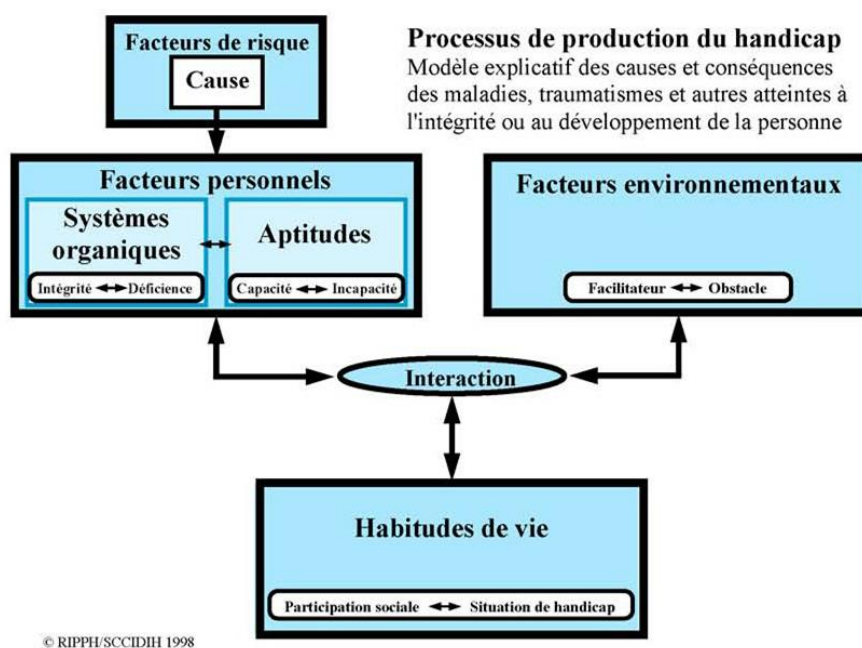 Facteurs de risque
Cause
Processus de production du handicap
Modèle explicatif des causes et conséquences
des maladies, traumatismes et autres atteintes à
l'intégrité ou au développement de la personne
Facteurs personnels
Systèmes
organiques
Intégrité Déficience
Aptitudes
Capacité Incapacité
Facteurs environnementaux
Facilitateur Obstacle
Interaction
Habitudes de vie
Participation sociale Situation de handicap
© RIPPH/SCCIDIH 1998